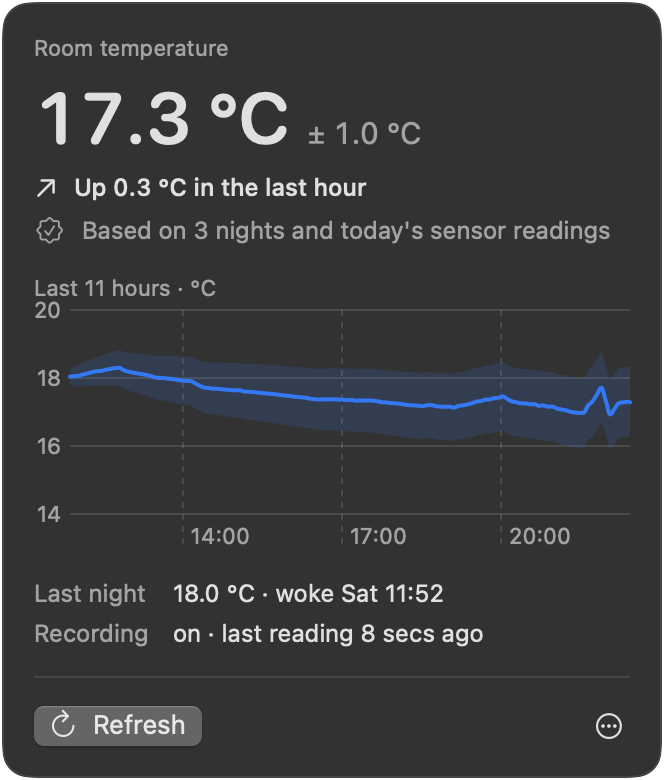 Room temperature
17.3 °C ± 1.0 °C
Up 0.3 °C in the last hour
Based on 3 nights and today's sensor readings
Last 11 hours · °C
20
18
16
14
14:00 17:00 20:00
Last night 18.0 °C · woke Sat 11:52
Recording on · last reading 8 secs ago
Refresh